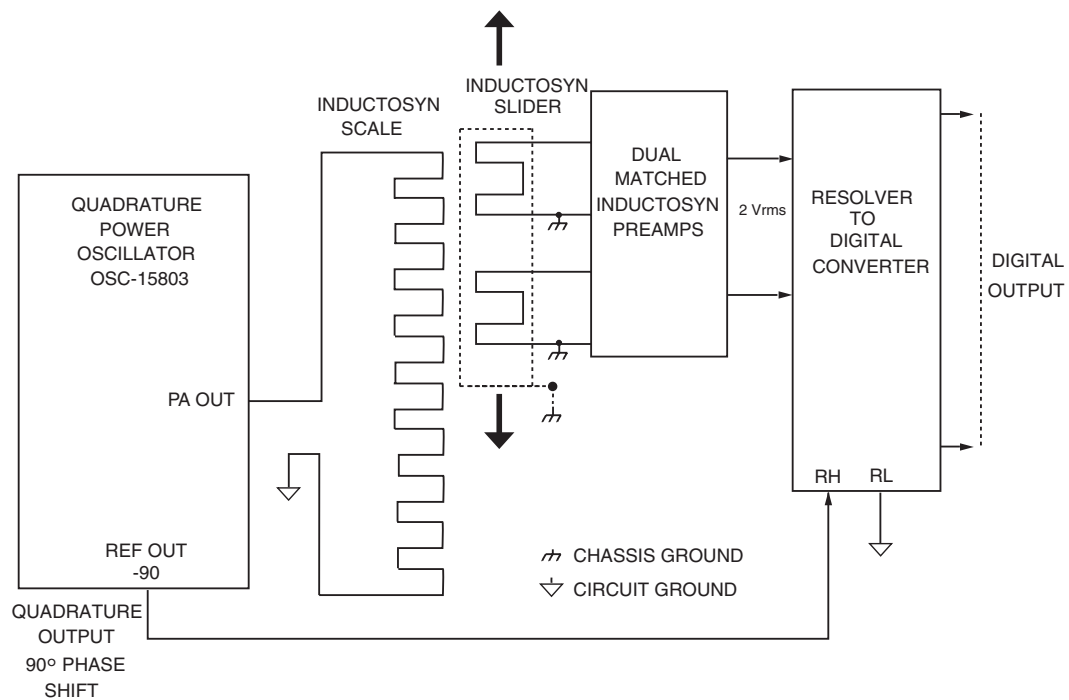 INDUCTOSYN
SCALE
INDUCTOSYN
SLIDER
QUADRATURE
POWER
OSCILLATOR
OSC-15803
PA OUT
REF OUT
-90
QUADRATURE
OUTPUT
90o PHASE
SHIFT
DUAL
MATCHED
INDUCTOSYN
PREAMPS
2 Vrms
RESOLVER
TO
DIGITAL
CONVERTER
RH RL
DIGITAL
OUTPUT
CHASSIS GROUND
CIRCUIT GROUND